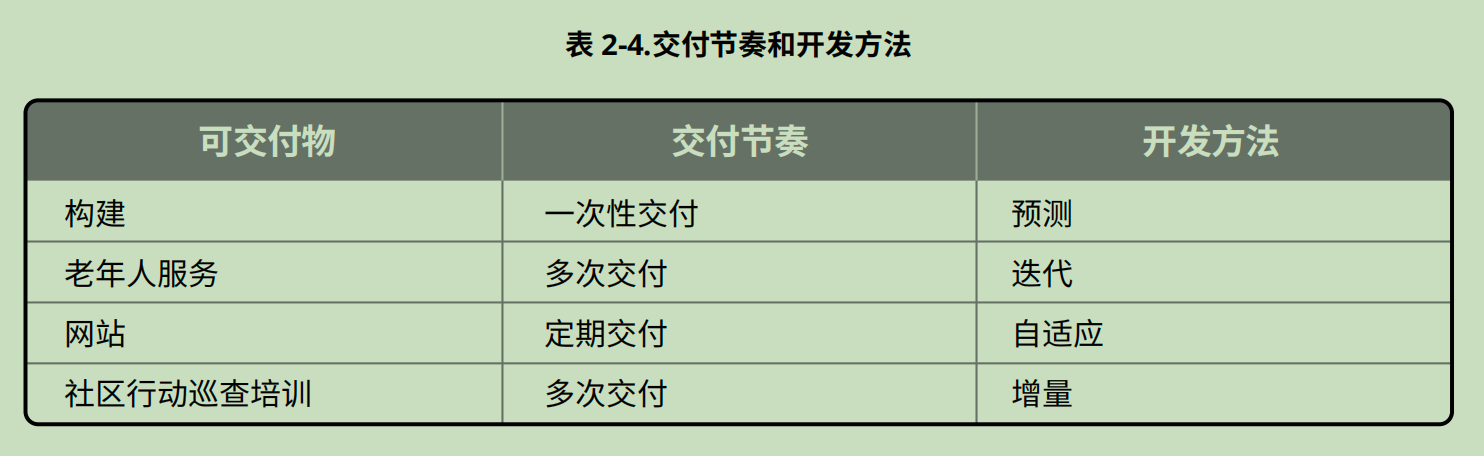 表 2-4.交付节奏和开发方法
可交付物 交付节奏 开发方法
构建 一次性交付 预测
老年人服务 多次交付 迭代
网站 定期交付 自适应
社区行动巡查培训 多次交付 增量